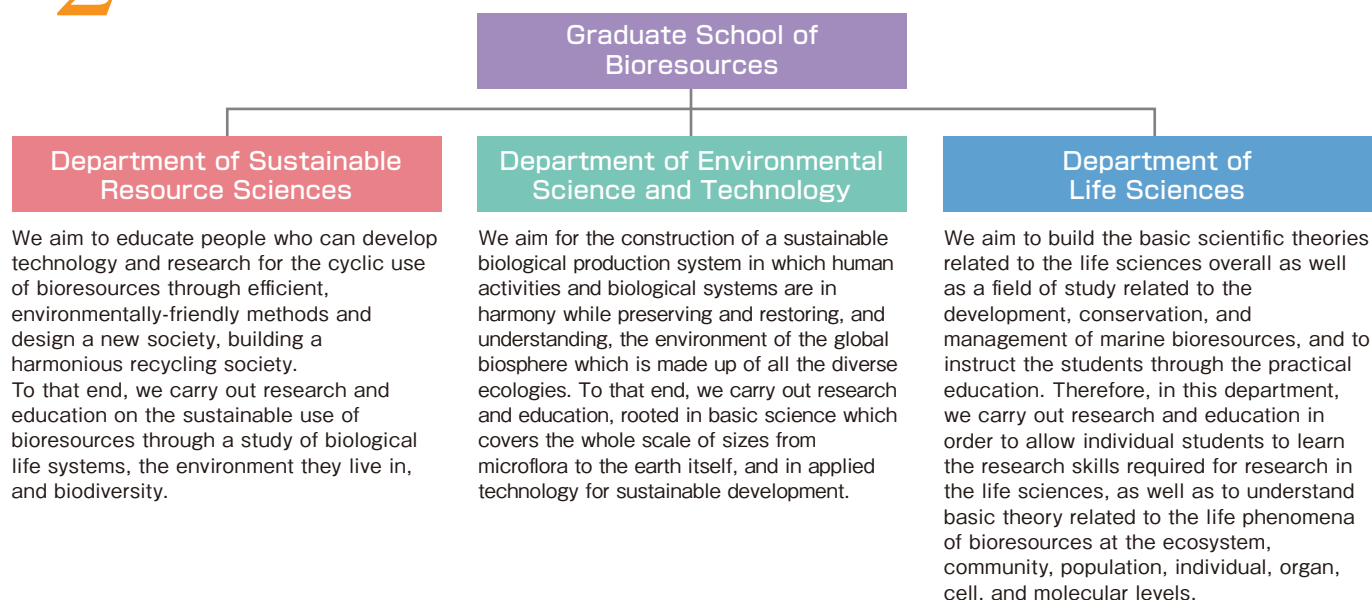 Graduate School of
Bioresources
Department of Sustainable
Resource Sciences
We aim to educate people who can develop
technology and research for the cyclic use
of bioresources through efficient,
environmentally-friendly methods and
design a new society, building a
harmonious recycling society.
To that end, we carry out research and
education on the sustainable use of
bioresources through a study of biological
life systems, the environment they live in,
and biodiversity.
Department of Environmental
Science and Technology
We aim for the construction of a sustainable
biological production system in which human
activities and biological systems are in
harmony while preserving and restoring, and
understanding, the environment of the global
biosphere which is made up of all the diverse
ecologies. To that end, we carry out research
and education, rooted in basic science which
covers the whole scale of sizes from
microflora to the earth itself, and in applied
technology for sustainable development.
Department of
Life Sciences
We aim to build the basic scientific theories
related to the life sciences overall as well
as a field of study related to the
development, conservation, and
management of marine bioresources, and to
instruct the students through the practical
education. Therefore, in this department,
we carry out research and education in
order to allow individual students to learn
the research skills required for research in
the life sciences, as well as to understand
basic theory related to the life phenomena
of bioresources at the ecosystem,
community, population, individual, organ,
cell, and molecular levels.